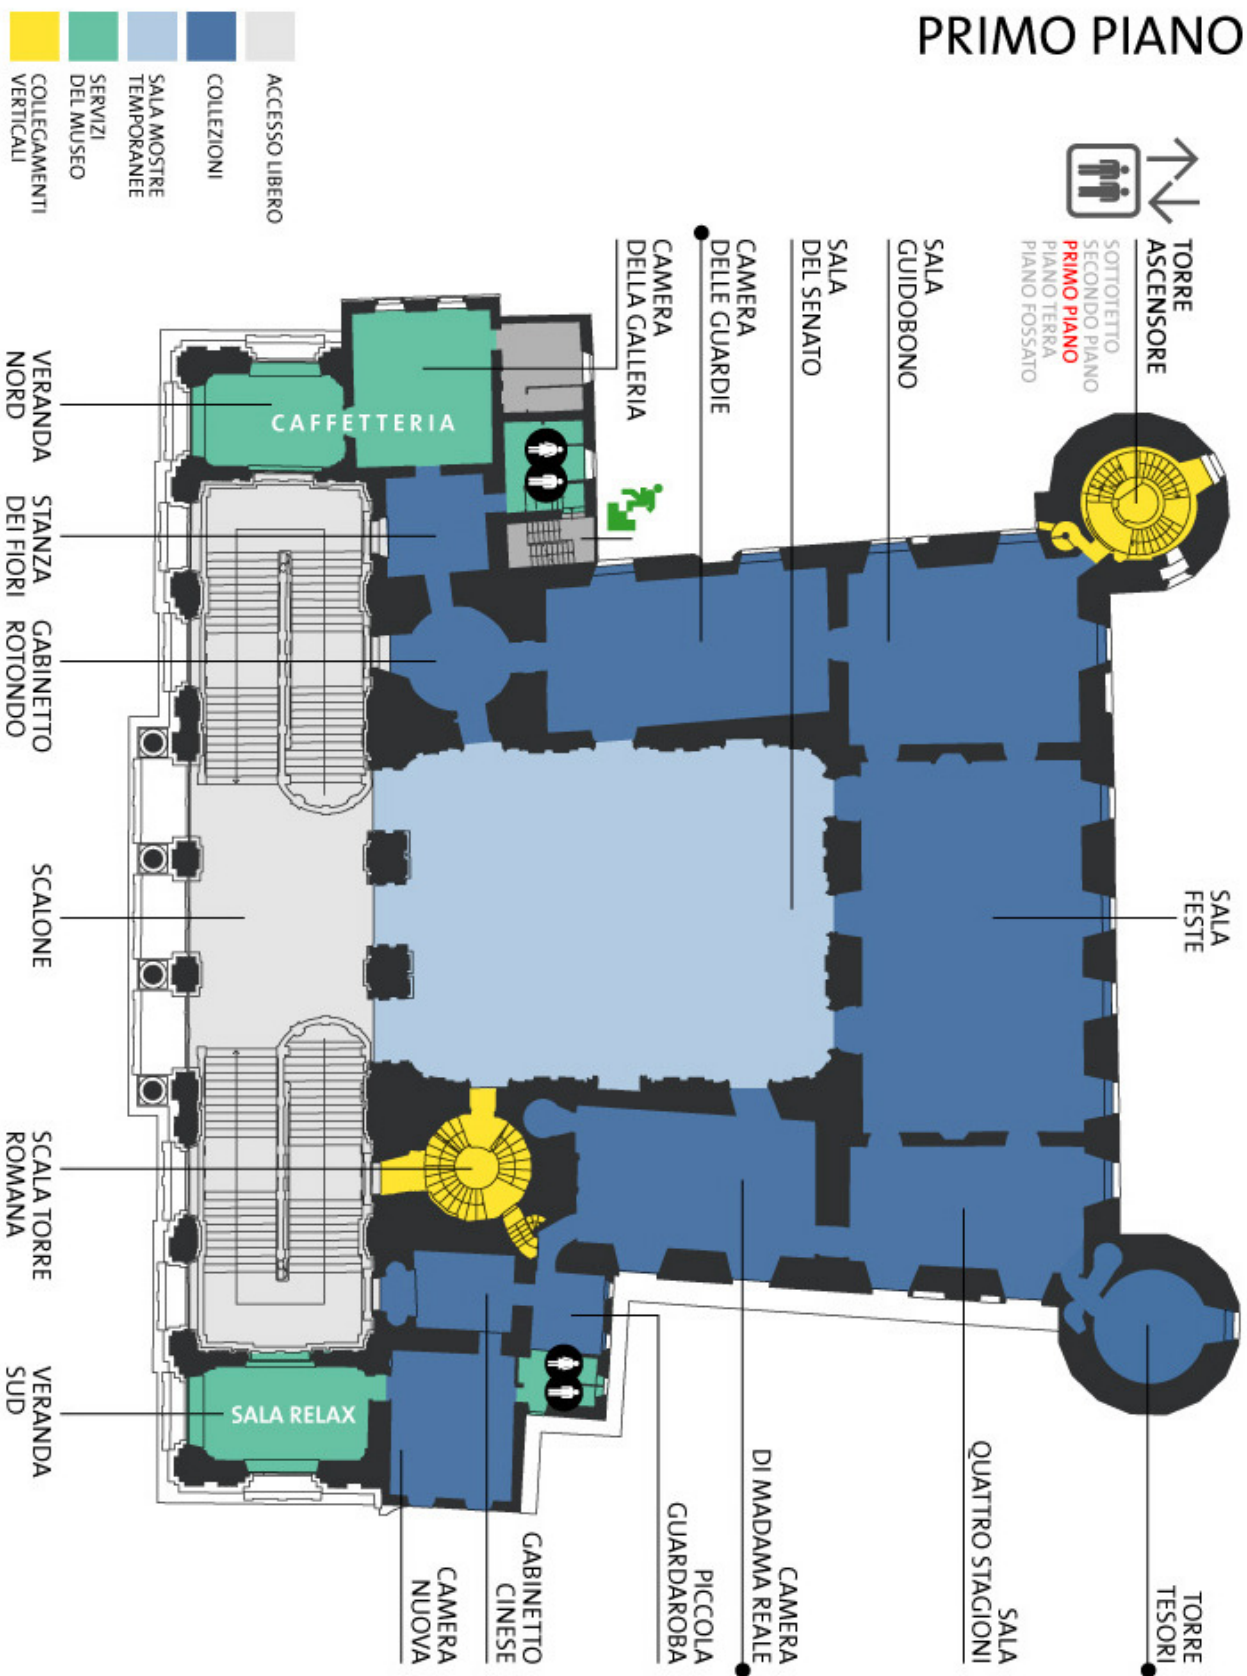 PRIMO PIANO
ACCESSO LIBERO
COLLEZIONI
SALA MOSTRE
TEMPORANEE
SERVIZI
DEL MUSEO
COLLEGAMENTI
VERTICALI
TORRE
ASCENSORE
SOTTOTETTO
SECONDO PIANO
PRIMO PIANO
PIANO TERRA
PIANO FOSSATO
SALA
GUIDOBONO
SALA
DEL SENATO
CAMERA
DELLE GUARDIE
CAMERA
DELLA GALLERIA
VERANDA
NORD
CAFFETTERIA
STANZA
DEI FIORI
GABINETTO
ROTONDO
SCALONE
SALA
FESTE
SCALA TORRE
ROMANA
VERANDA
SUD
SALA RELAX
TORRE
TESORI
SALA
QUATTRO STAGIONI
CAMERA
DI MADAMA REALE
PICCOLA
GUARDAROBA
GABINETTO
CINESE
CAMERA
NUOVA